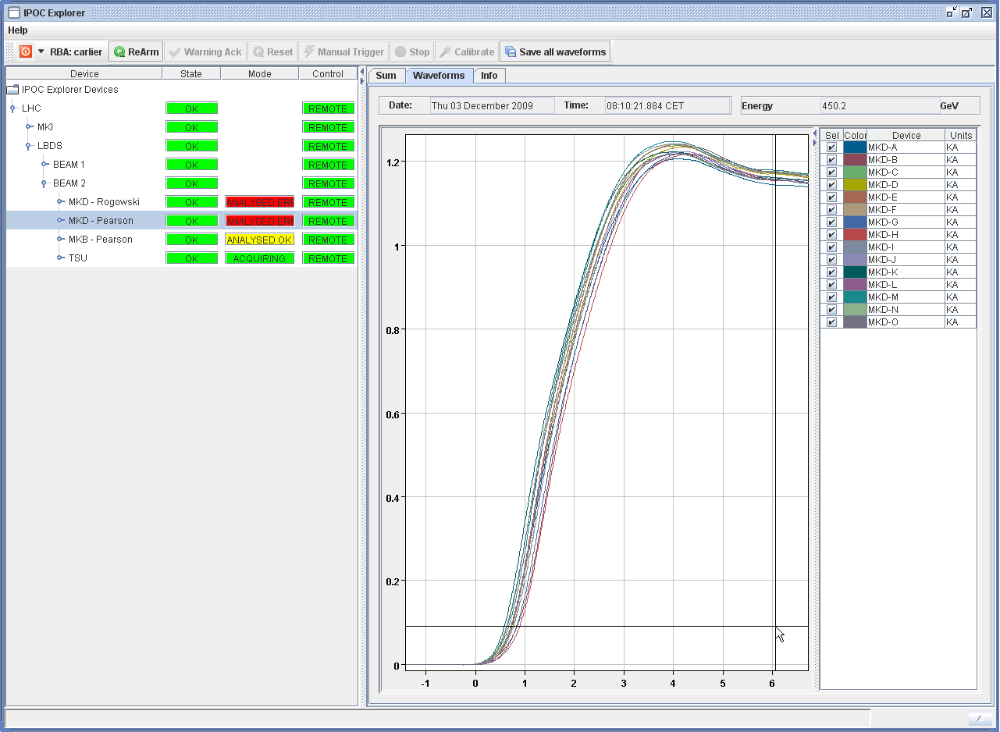 IPOC Explorer
Help
RBA: carlier ReArm Warning Ack Reset Manual Trigger Stop Calibrate Save all waveforms
Device State Mode Control
IPOC Explorer Devices
LHC OK REMOTE
MKI OK REMOTE
LBDS OK REMOTE
BEAM 1 OK REMOTE
BEAM 2 OK REMOTE
MKD - Rogowski OK ANALYSED ERR REMOTE
MKD - Pearson OK ANALYSED ERR REMOTE
MKB - Pearson OK ANALYSED OK REMOTE
TSU OK ACQUIRING REMOTE
Sum Waveforms Info
Date: Thu 03 December 2009 Time: 08:10:21.884 CET Energy 450.2 GeV
1.2
1
0.8
0.6
0.4
0.2
0
-1 0 1 2 3 4 5 6
Sel Color Device Units
MKD-A KA
MKD-B KA
MKD-C KA
MKD-D KA
MKD-E KA
MKD-F KA
MKD-G KA
MKD-H KA
MKD-I KA
MKD-J KA
MKD-K KA
MKD-L KA
MKD-M KA
MKD-N KA
MKD-O KA